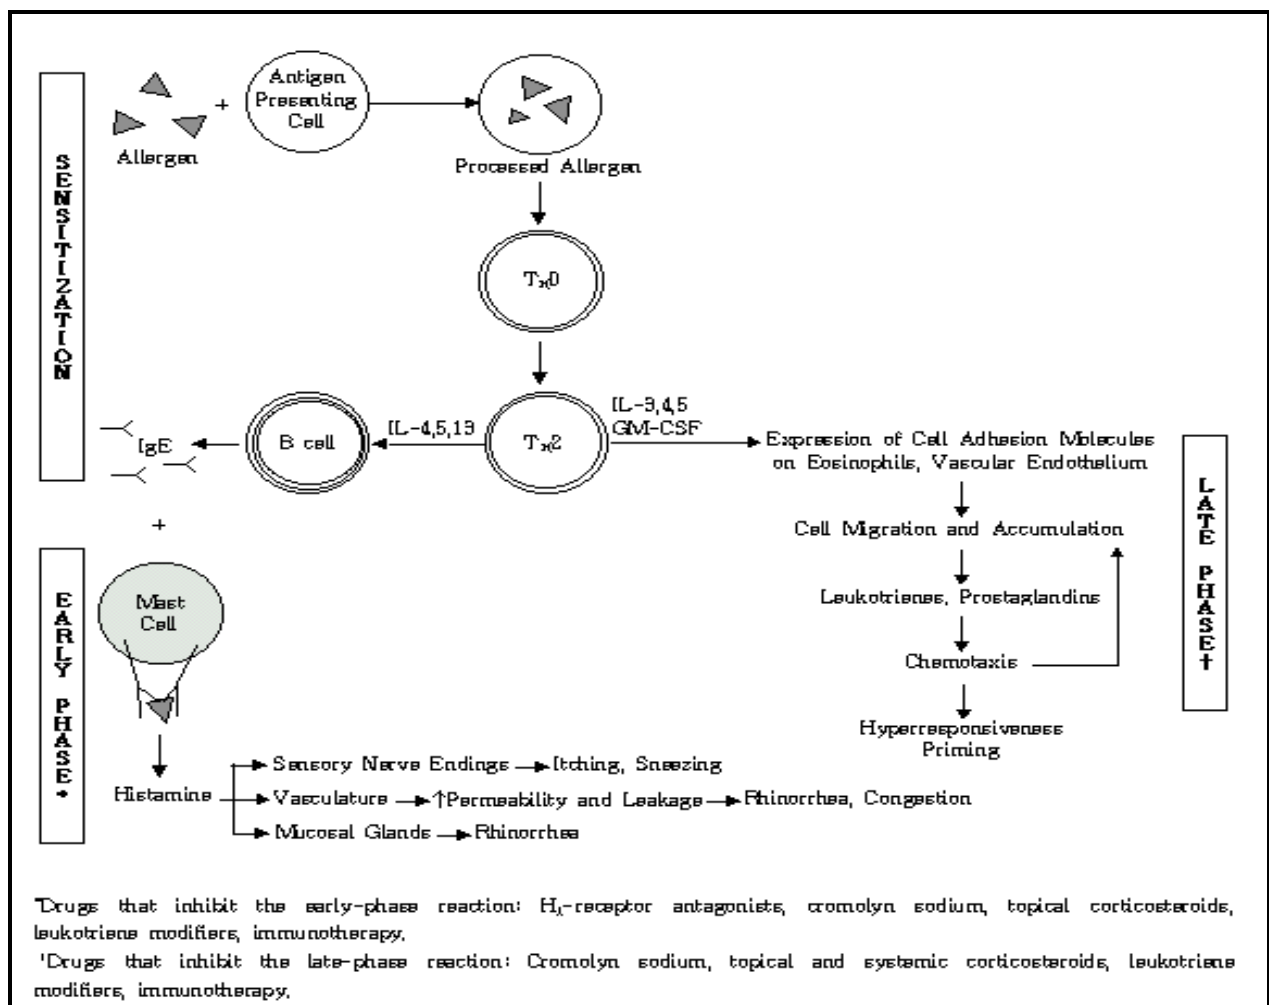 SENSITIZATION
Allergen
+
Antigen
Presenting
Cell
Processed Allergen
TH0
TH2
IL-4,5,13
B cell
IgE
+
IL-3,4,5
GM-CSF
Expression of Cell Adhesion Molecules
on Eosinophils, Vascular Endothelium
Cell Migration and Accumulation
Leukotrienes, Prostaglandins
Chemotaxis
Hyperresponsiveness
Priming
LATE PHASE†
EARLY PHASE*
Mast
Cell
Histamine
Sensory Nerve Endings
Itching, Sneezing
Vasculature
↑Permeability and Leakage
Rhinorrhea, Congestion
Mucosal Glands
Rhinorrhea
*Drugs that inhibit the early-phase reaction: H1-receptor antagonists, cromolyn sodium, topical corticosteroids,
leukotriene modifiers, immunotherapy.
†Drugs that inhibit the late-phase reaction: Cromolyn sodium, topical and systemic corticosteroids, leukotriene
modifiers, immunotherapy.